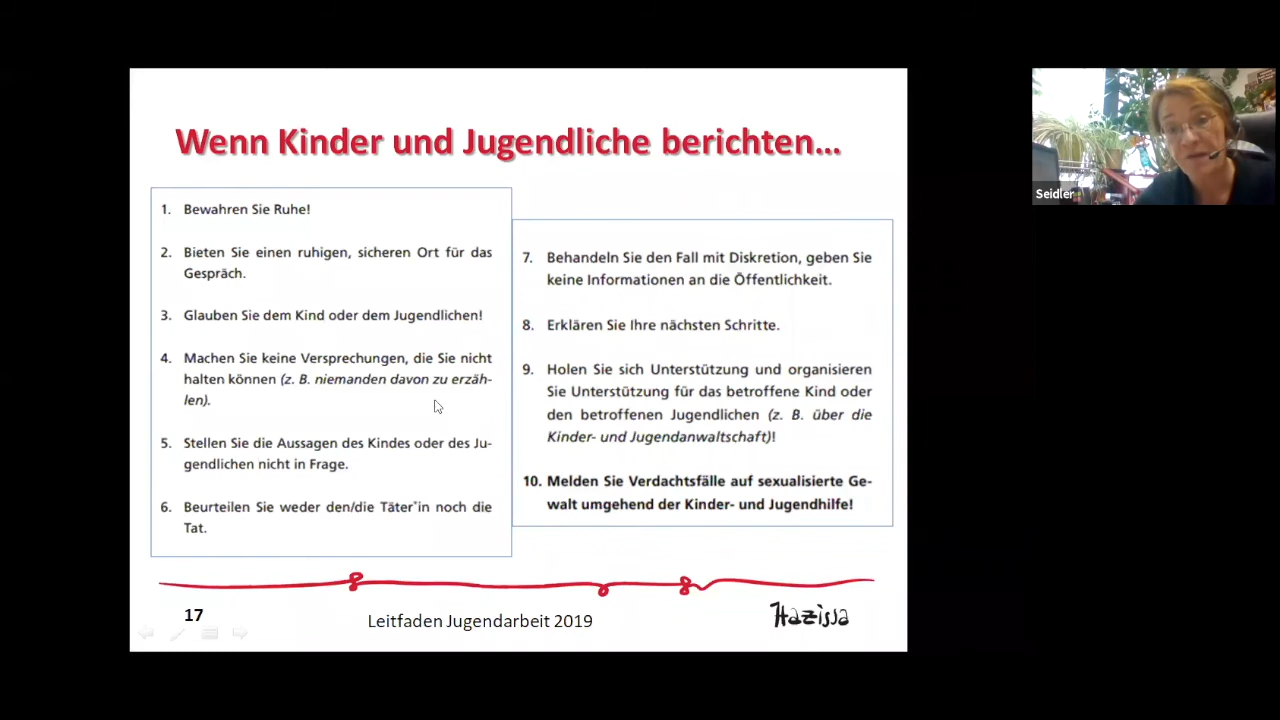 Wenn Kinder und Jugendliche berichten...
1. Bewahren Sie Ruhe!
2. Bieten Sie einen ruhigen, sicheren Ort für das
Gespräch.
3. Glauben Sie dem Kind oder dem Jugendlichen!
4. Machen Sie keine Versprechungen, die Sie nicht
halten können (z. B. niemanden davon zu erzäh-
len).
5. Stellen Sie die Aussagen des Kindes oder des Ju-
gendlichen nicht in Frage.
6. Beurteilen Sie weder den/die Täter*in noch die
Tat.
7. Behandeln Sie den Fall mit Diskretion, geben Sie
keine Informationen an die Öffentlichkeit.
8. Erklären Sie Ihre nächsten Schritte.
9. Holen Sie sich Unterstützung und organisieren
Sie Unterstützung für das betroffene Kind oder
den betroffenen Jugendlichen (z. B. über die
Kinder- und Jugendanwaltschaft)!
10. Melden Sie Verdachtsfälle auf sexualisierte Ge-
walt umgehend der Kinder- und Jugendhilfe!
17
Leitfaden Jugendarbeit 2019
Hazissa
Seidler